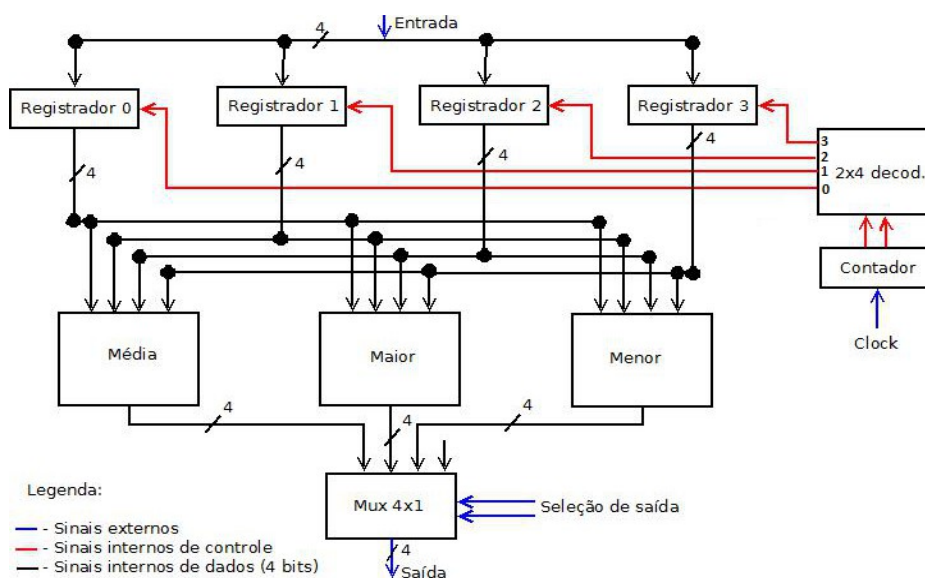 Entrada
4
Registrador 0
Registrador 1
Registrador 2
Registrador 3
4
4
4
4
3
2
1
0
2x4 decod.
Contador
Clock
Média
Maior
Menor
4
4
4
Mux 4x1
Seleção de saída
4
Saída
Legenda:
- Sinais externos
- Sinais internos de controle
- Sinais internos de dados (4 bits)